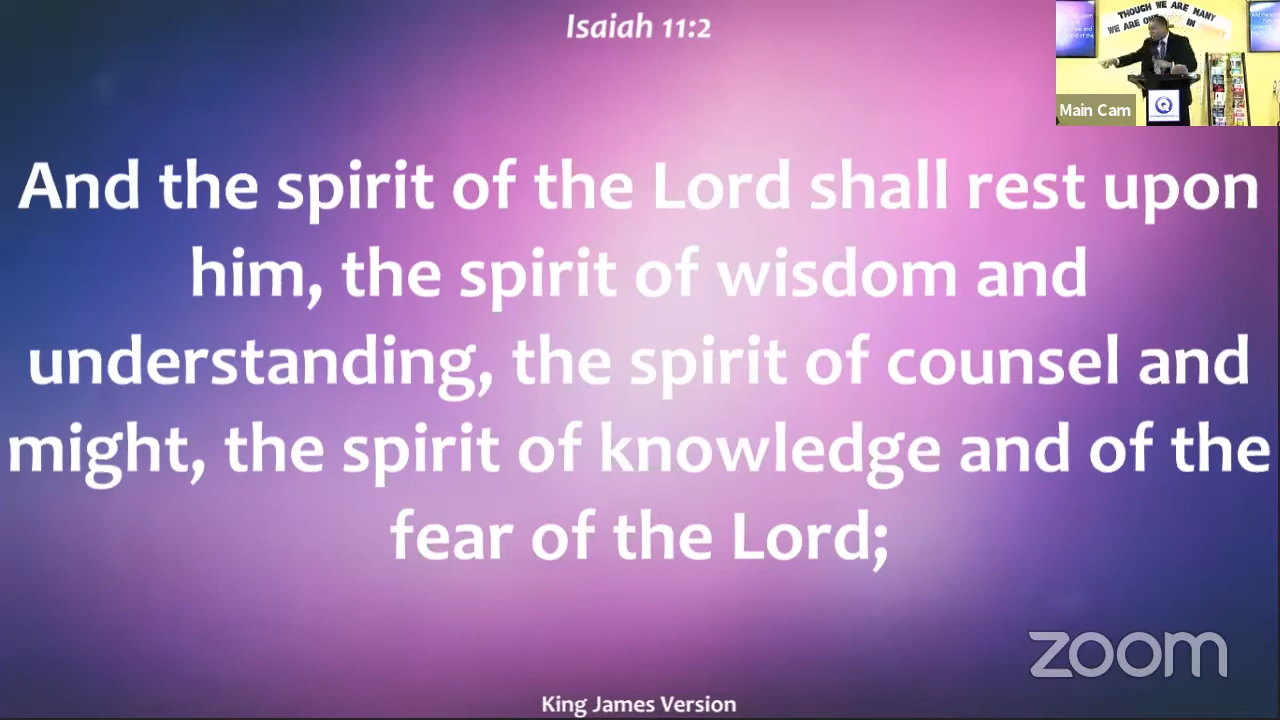 Isaiah 11:2
THOUGH WE ARE MANY
WE ARE ONE IN
Main Cam
And the spirit of the Lord shall rest upon
him, the spirit of wisdom and
understanding, the spirit of counsel and
might, the spirit of knowledge and of the
fear of the Lord;
zoom
King James Version